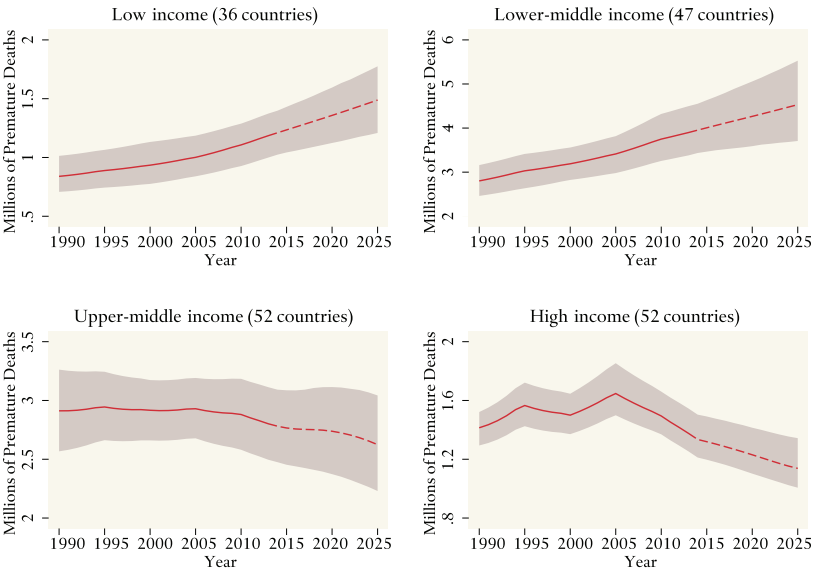 Low income (36 countries)
Millions of Premature Deaths
2
1.5
1
.5
1990 1995 2000 2005 2010 2015 2020 2025
Year
Lower-middle income (47 countries)
Millions of Premature Deaths
6
5
4
3
2
1990 1995 2000 2005 2010 2015 2020 2025
Year
Upper-middle income (52 countries)
Millions of Premature Deaths
3.5
3
2.5
2
1990 1995 2000 2005 2010 2015 2020 2025
Year
High income (52 countries)
Millions of Premature Deaths
2
1.6
1.2
.8
1990 1995 2000 2005 2010 2015 2020 2025
Year